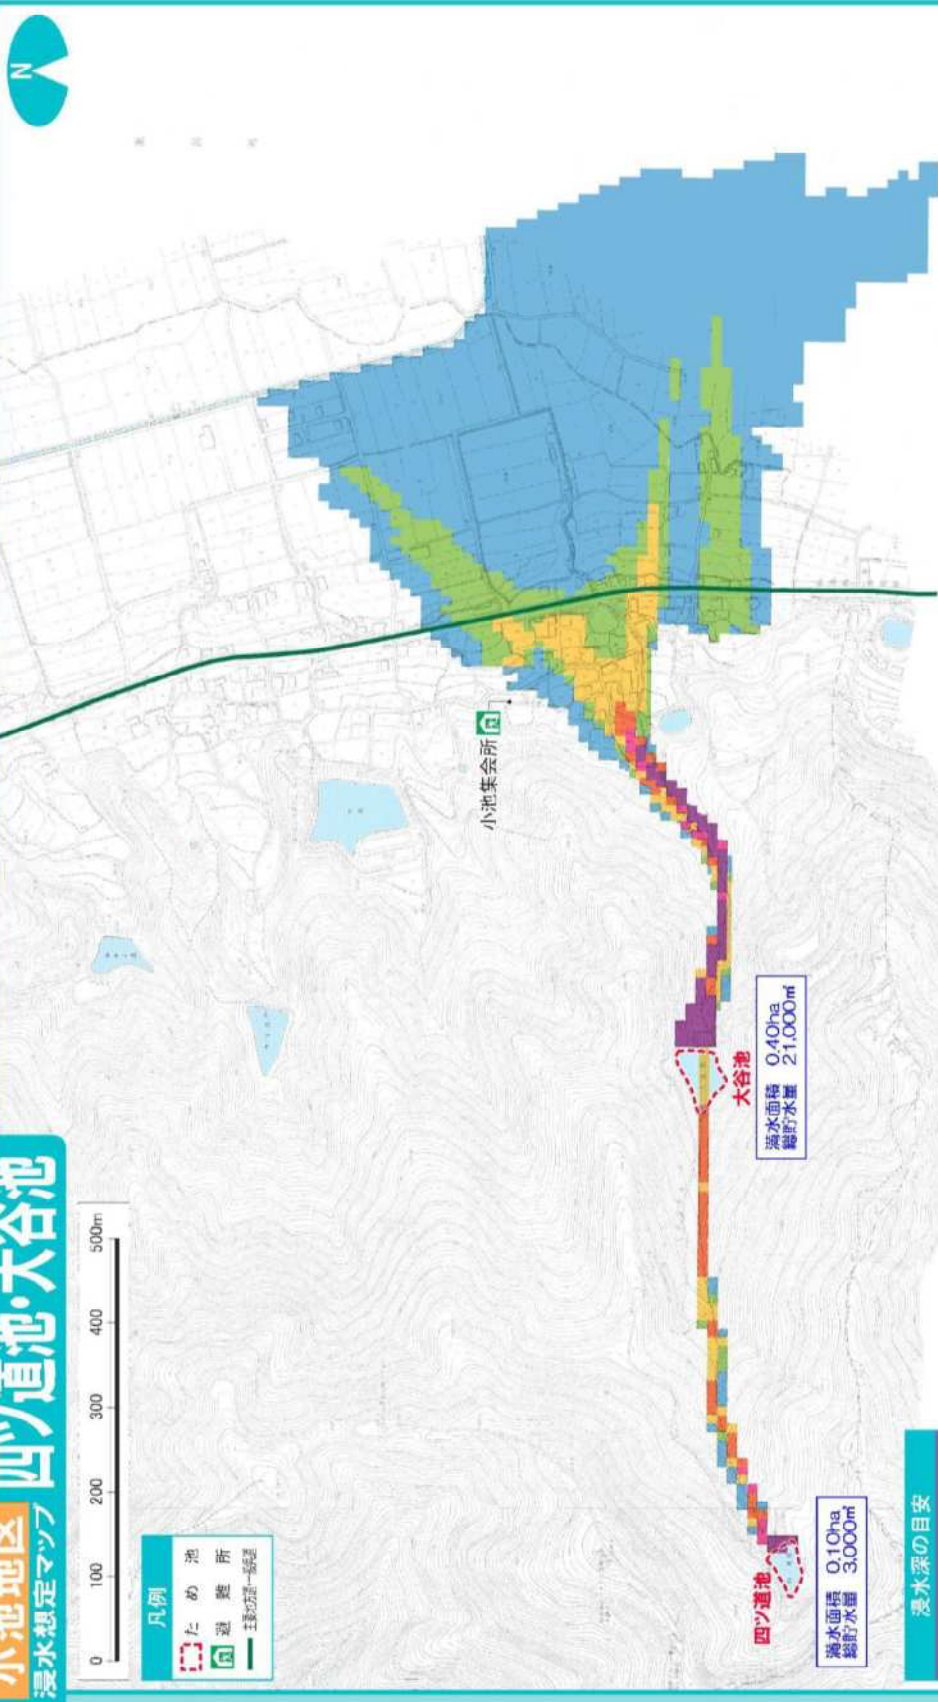 小池地区
浸水想定マップ
四ツ道池・大谷池
N
0 100 200 300 400 500m
凡例
ため池
避難所
主要地方道・一般県道
小池集会所
大谷池
満水面積 0.40ha
総貯水量 21,000㎥
四ツ道池
満水面積 0.10ha
総貯水量 3,000㎥
浸水深の目安